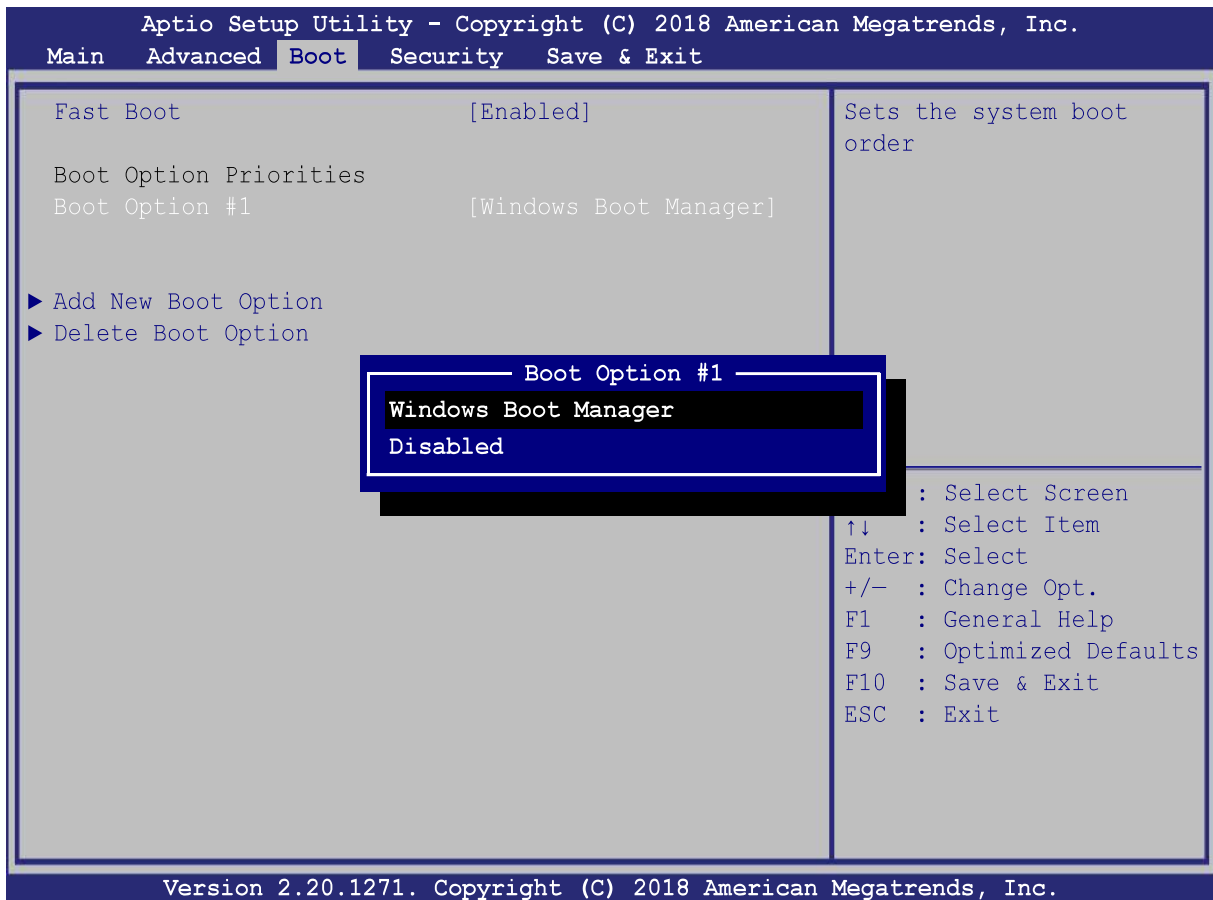 Aptio Setup Utility – Copyright (C) 2018 American Megatrends, Inc.
Main Advanced Boot Security Save & Exit
Fast Boot [Enabled]
Boot Option Priorities
Boot Option #1 [Windows Boot Manager]
▶ Add New Boot Option
▶ Delete Boot Option
Sets the system boot
order
Boot Option #1
Windows Boot Manager
Disabled
: Select Screen
↑↓ : Select Item
Enter: Select
+/— : Change Opt.
F1 : General Help
F9 : Optimized Defaults
F10 : Save & Exit
ESC : Exit
Version 2.20.1271. Copyright (C) 2018 American Megatrends, Inc.